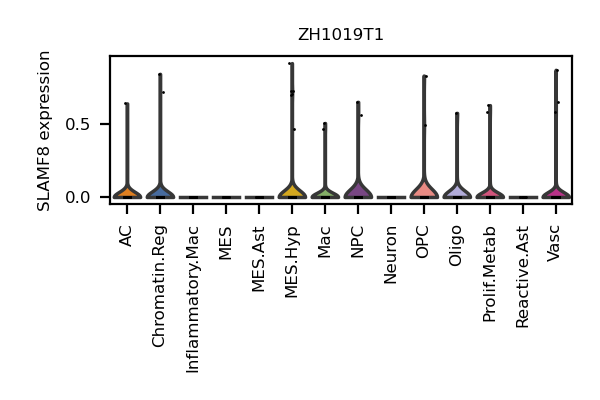 ZH1019T1
SLAMF8 expression
0.5
0.0
AC
Chromatin.Reg
Inflammatory.Mac
MES
MES.Ast
MES.Hyp
Mac
NPC
Neuron
OPC
Oligo
Prolif.Metab
Reactive.Ast
Vasc